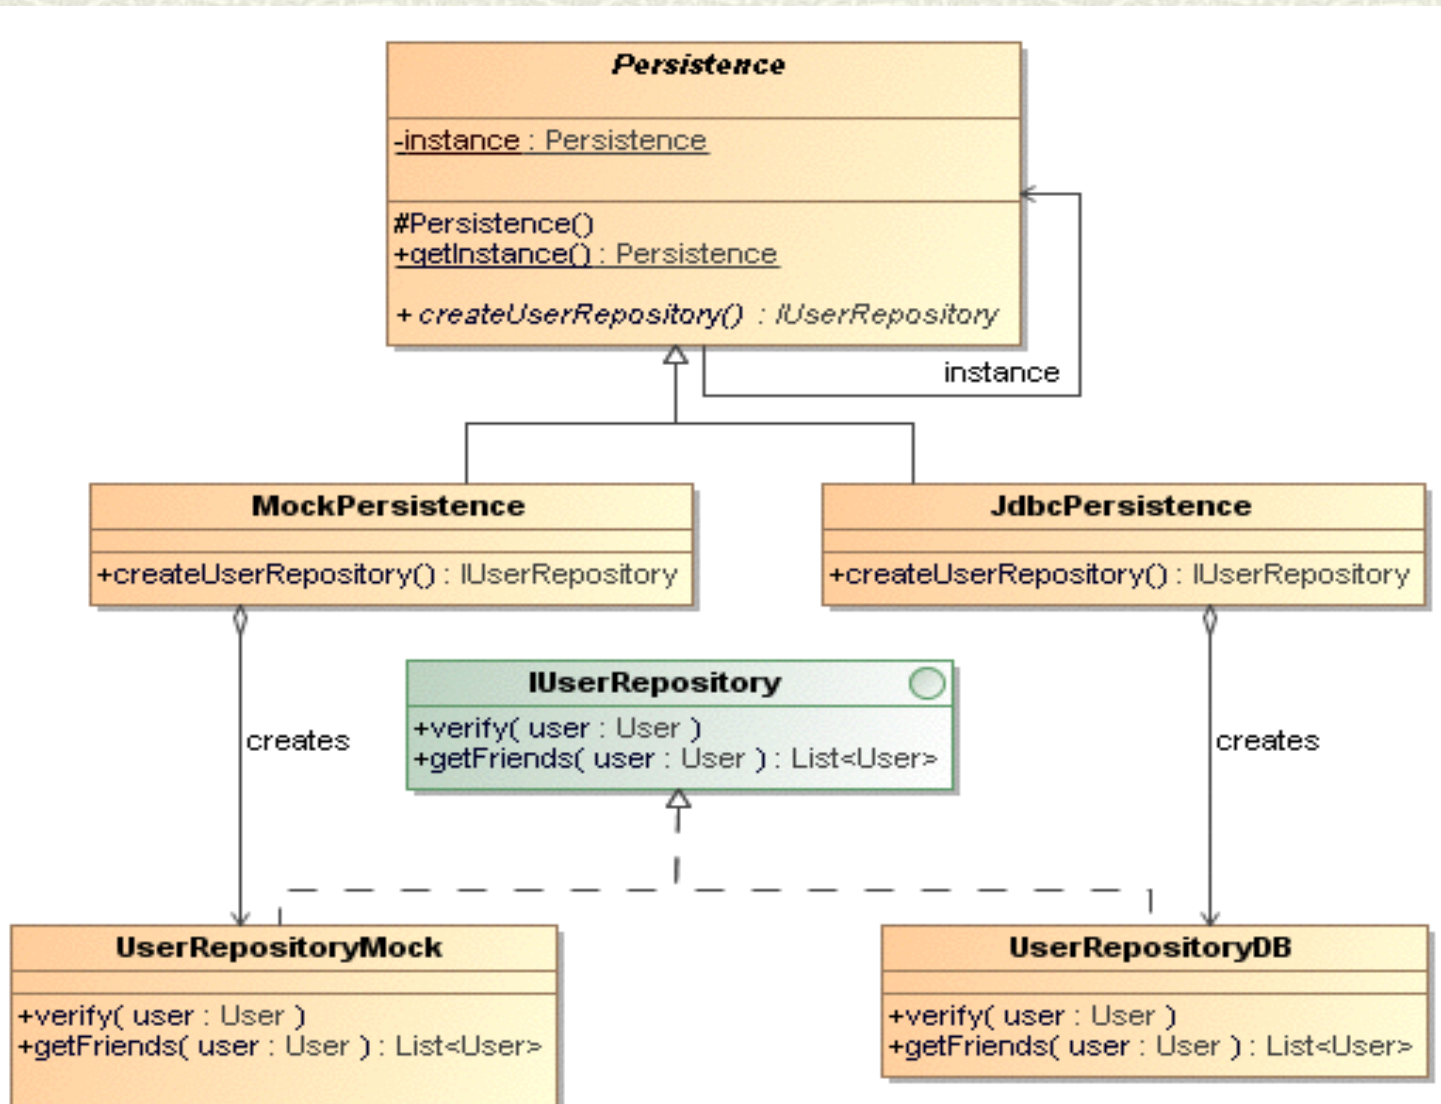 Persistence
-instance : Persistence
#Persistence()
+getInstance() : Persistence
+ createUserRepository() : IUserRepository
instance
MockPersistence
+createUserRepository() : IUserRepository
JdbcPersistence
+createUserRepository() : IUserRepository
IUserRepository
+verify( user : User )
+getFriends( user : User ) : List<User>
creates
creates
UserRepositoryMock
+verify( user : User )
+getFriends( user : User ) : List<User>
UserRepositoryDB
+verify( user : User )
+getFriends( user : User ) : List<User>